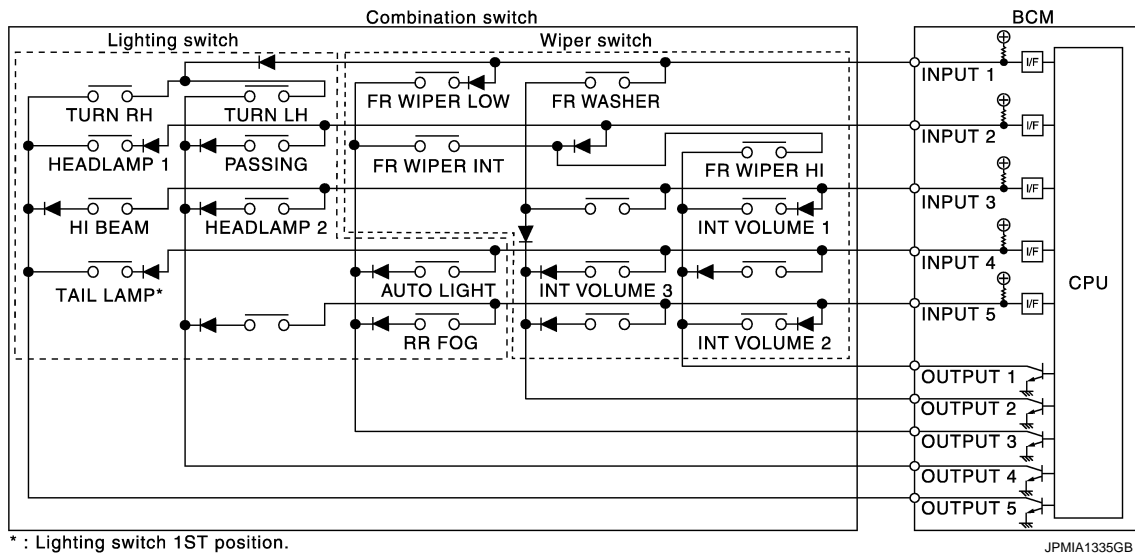 Combination switch
BCM
Lighting switch
Wiper switch
INPUT 1
I/F
TURN RH
TURN LH
FR WIPER LOW
FR WASHER
INPUT 2
I/F
HEADLAMP 1
PASSING
FR WIPER INT
FR WIPER HI
INPUT 3
I/F
HI BEAM
HEADLAMP 2
INT VOLUME 1
INPUT 4
I/F
CPU
TAIL LAMP*
AUTO LIGHT
INT VOLUME 3
INPUT 5
I/F
RR FOG
INT VOLUME 2
OUTPUT 1
OUTPUT 2
OUTPUT 3
OUTPUT 4
OUTPUT 5
* : Lighting switch 1ST position.
JPMIA1335GB